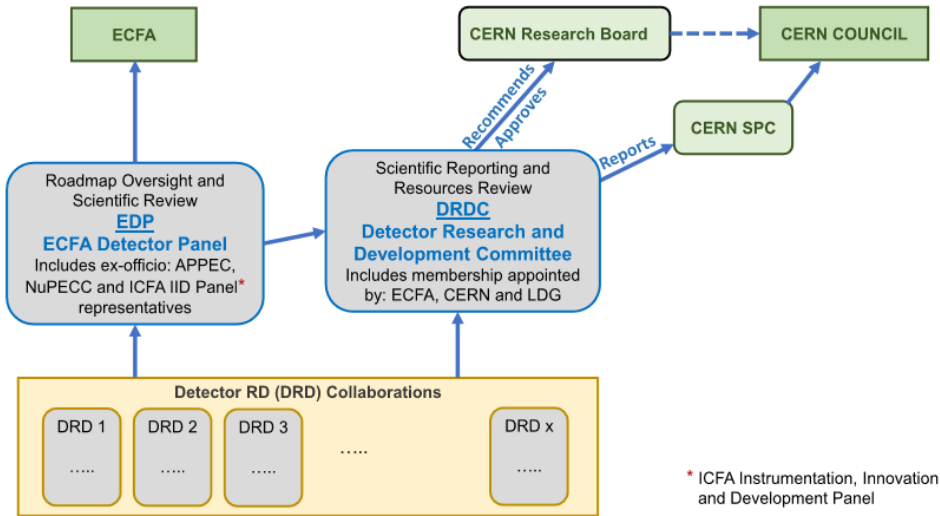 ECFA
CERN Research Board
CERN COUNCIL
Recommends
Approves
CERN SPC
Reports
Roadmap Oversight and
Scientific Review
EDP
ECFA Detector Panel
Includes ex-officio: APPEC,
NuPECC and ICFA IID Panel*
representatives
Scientific Reporting and
Resources Review
DRDC
Detector Research and
Development Committee
Includes membership appointed
by: ECFA, CERN and LDG
Detector RD (DRD) Collaborations
DRD 1
…..
DRD 2
…..
DRD 3
…..
…..
DRD x
…..
* ICFA Instrumentation, Innovation
and Development Panel